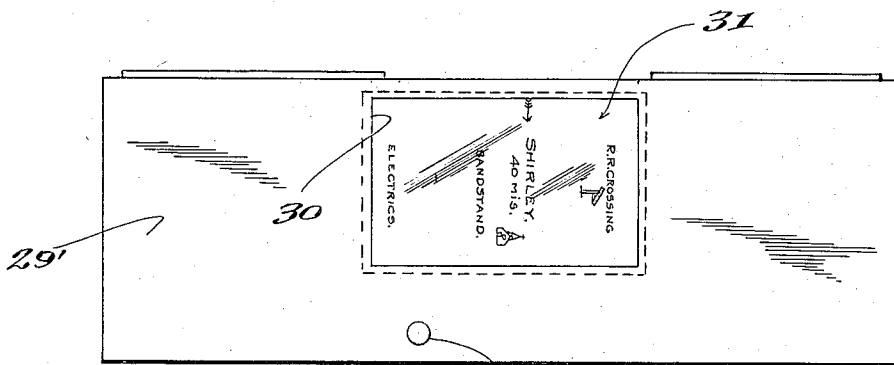 31
30
29'
R.R.CROSSING
SHIRLEY.
40 MIS.
BANDSTAND.
ELECTRICS.